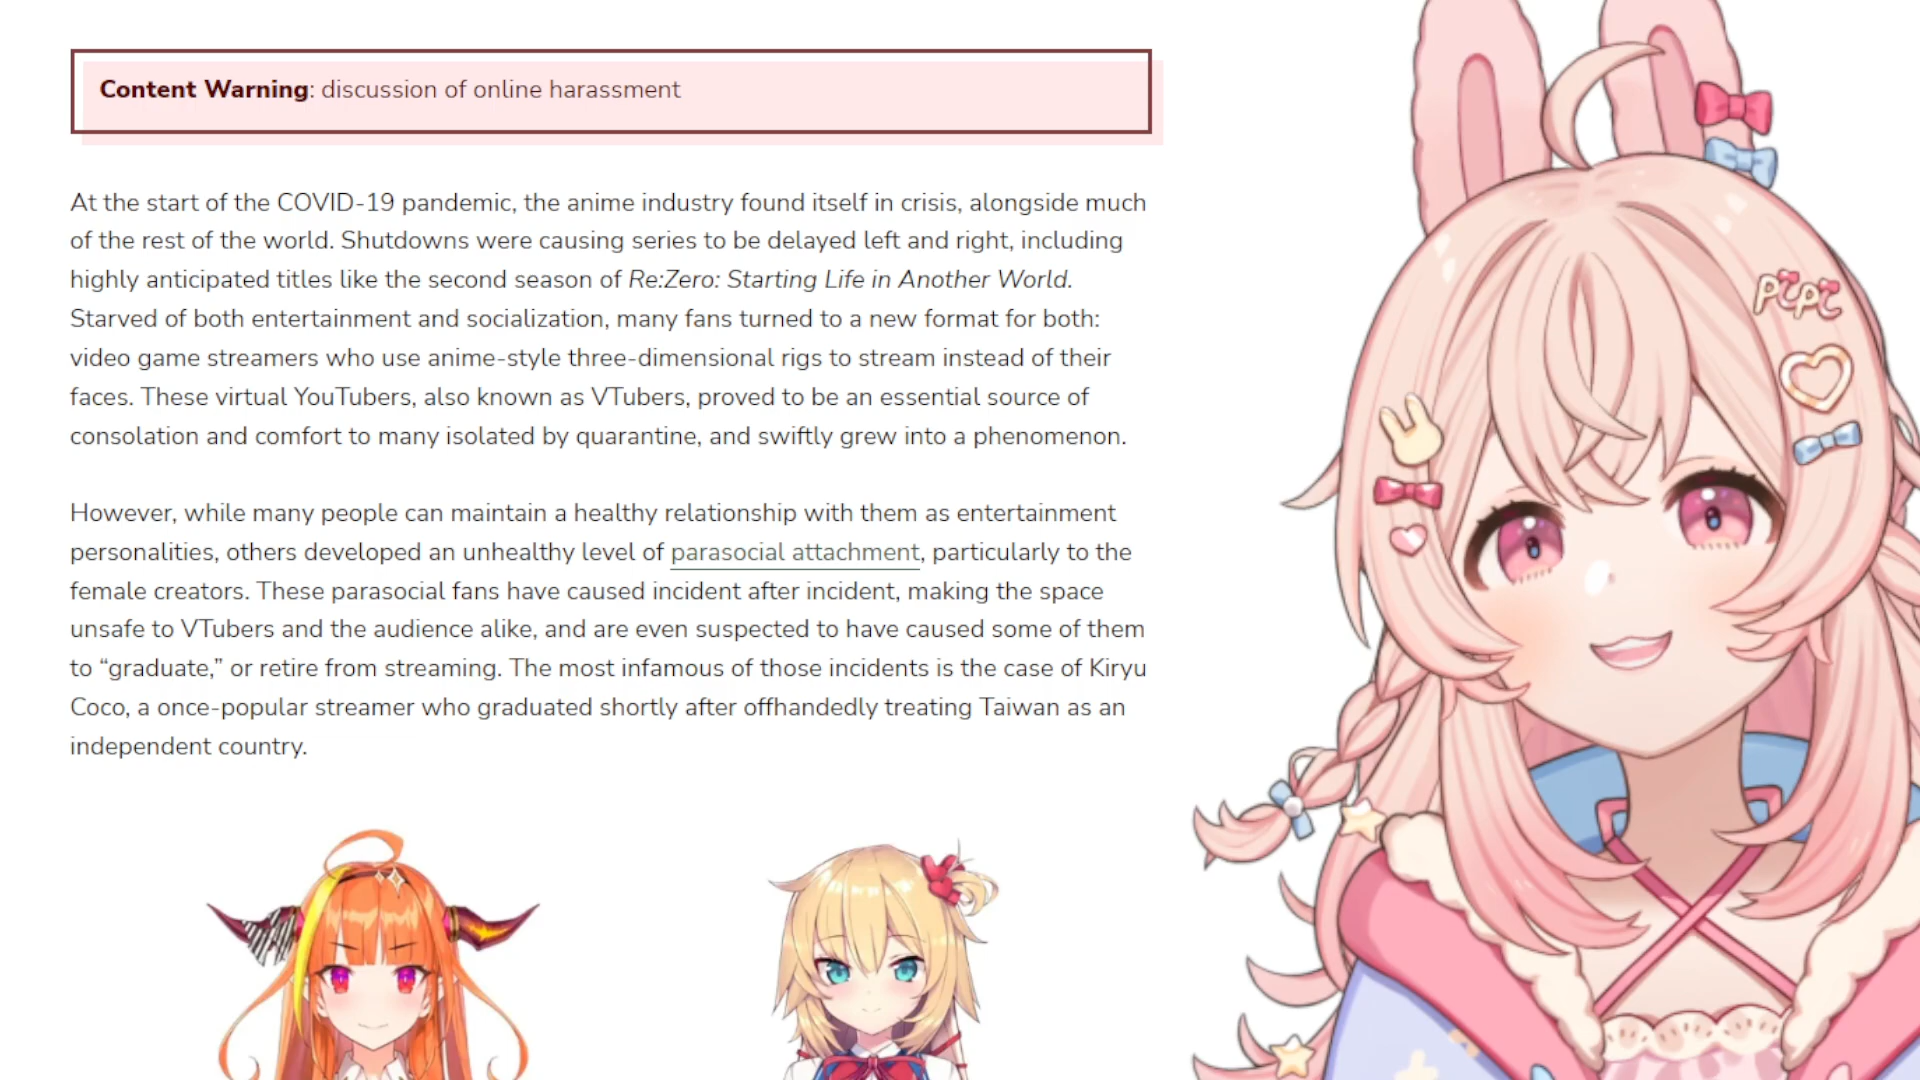 Content Warning: discussion of online harassment
At the start of the COVID-19 pandemic, the anime industry found itself in crisis, alongside much
of the rest of the world. Shutdowns were causing series to be delayed left and right, including
highly anticipated titles like the second season of Re:Zero: Starting Life in Another World.
Starved of both entertainment and socialization, many fans turned to a new format for both:
video game streamers who use anime-style three-dimensional rigs to stream instead of their
faces. These virtual YouTubers, also known as VTubers, proved to be an essential source of
consolation and comfort to many isolated by quarantine, and swiftly grew into a phenomenon.
However, while many people can maintain a healthy relationship with them as entertainment
personalities, others developed an unhealthy level of parasocial attachment, particularly to the
female creators. These parasocial fans have caused incident after incident, making the space
unsafe to VTubers and the audience alike, and are even suspected to have caused some of them
to “graduate,” or retire from streaming. The most infamous of those incidents is the case of Kiryu
Coco, a once-popular streamer who graduated shortly after offhandedly treating Taiwan as an
independent country.
pipi